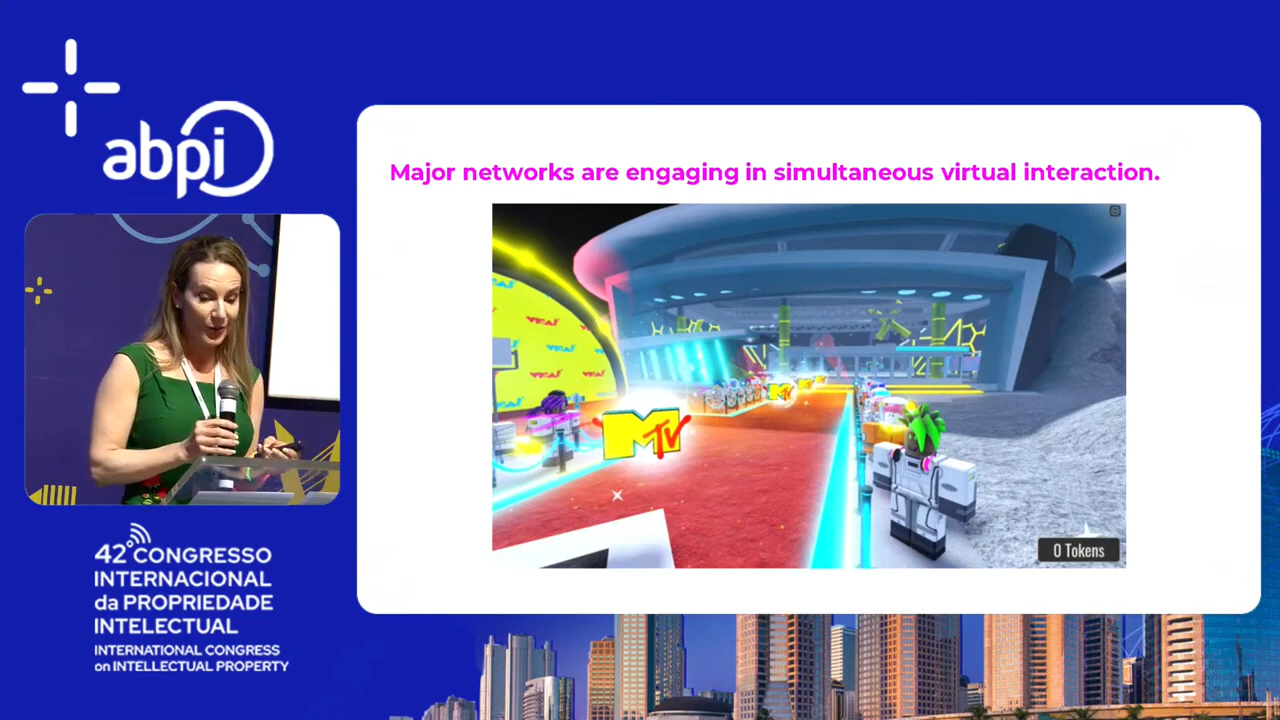 abpi
42º CONGRESSO
INTERNACIONAL
da PROPRIEDADE
INTELECTUAL
INTERNATIONAL CONGRESS
on INTELLECTUAL PROPERTY
Major networks are engaging in simultaneous virtual interaction.
MTV
0 Tokens